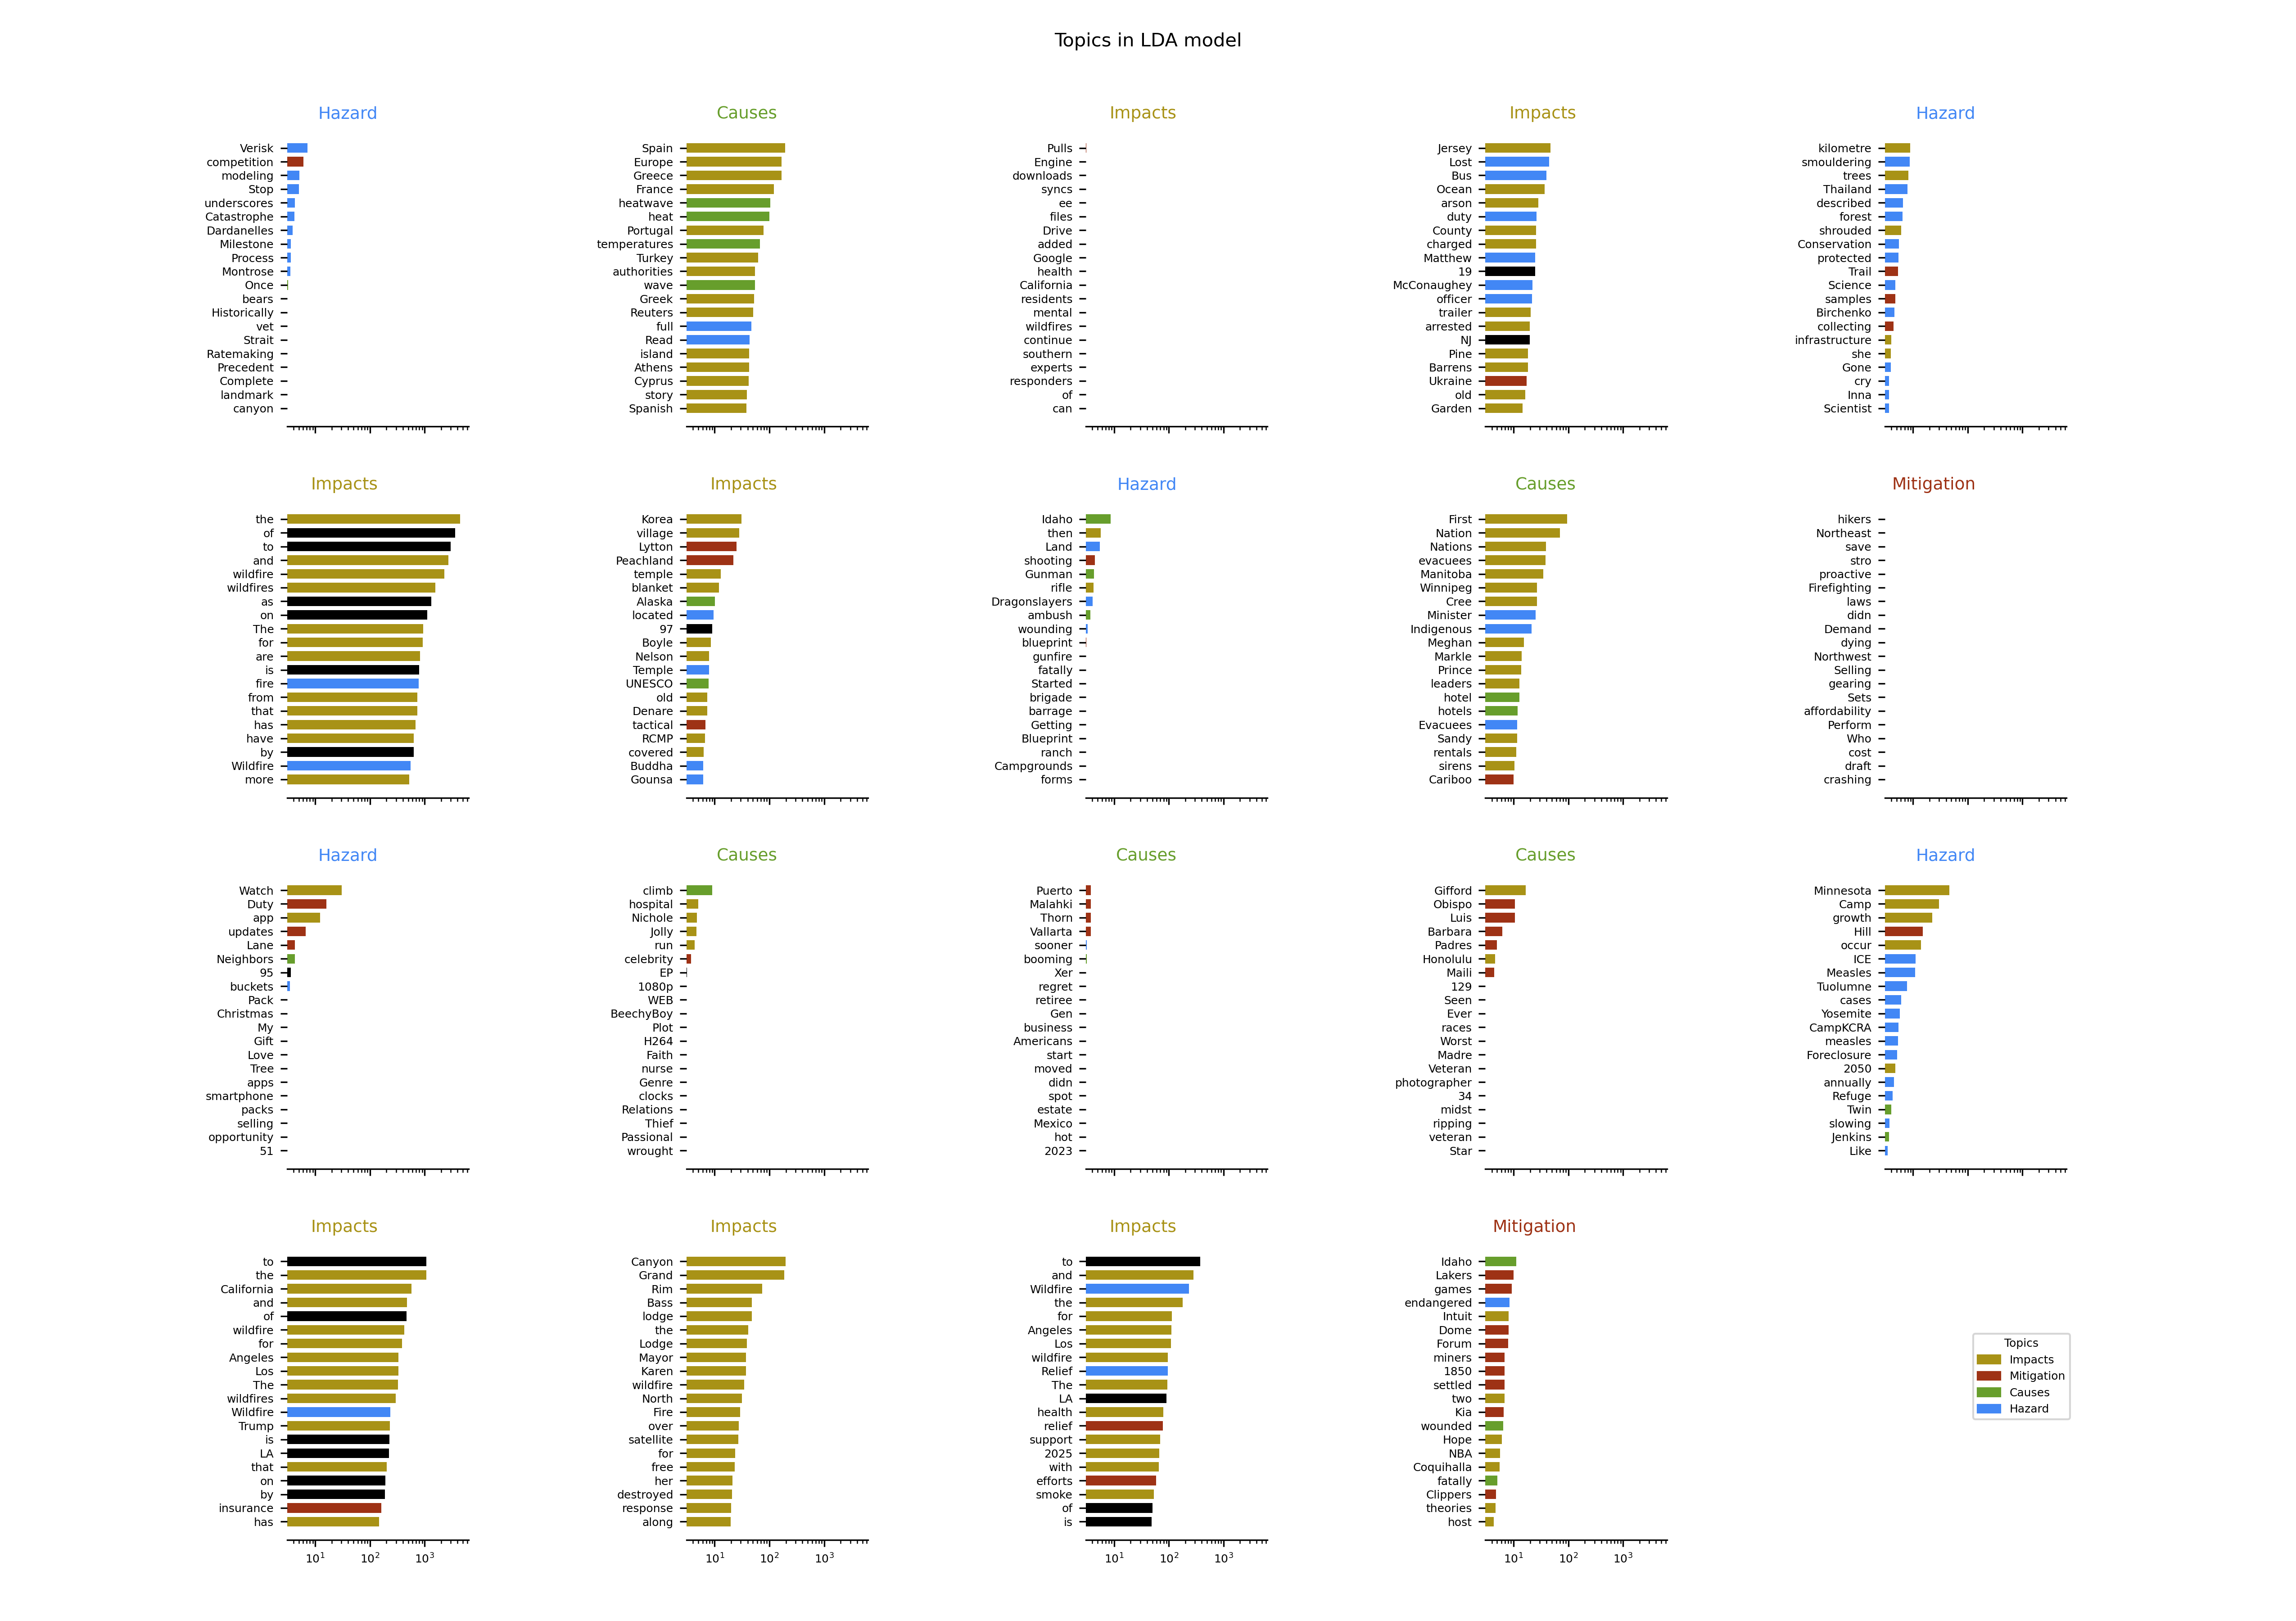 Topics in LDA model
Hazard
Verisk
competition
modeling
Stop
underscores
Catastrophe
Dardanelles
Milestone
Process
Montrose
Once
bears
Historically
vet
Strait
Ratemaking
Precedent
Complete
landmark
canyon
Causes
Spain
Europe
Greece
France
heatwave
heat
Portugal
temperatures
Turkey
authorities
wave
Greek
Reuters
full
Read
island
Athens
Cyprus
story
Spanish
Impacts
Pulls
Engine
downloads
syncs
ee
files
Drive
added
Google
health
California
residents
mental
wildfires
continue
southern
experts
responders
of
can
Impacts
Jersey
Lost
Bus
Ocean
arson
duty
County
charged
Matthew
19
McConaughey
officer
trailer
arrested
NJ
Pine
Barrens
Ukraine
old
Garden
Hazard
kilometre
smouldering
trees
Thailand
described
forest
shrouded
Conservation
protected
Trail
Science
samples
Birchenko
collecting
infrastructure
she
Gone
cry
Inna
Scientist
Impacts
the
of
to
and
wildfire
wildfires
as
on
The
for
are
is
fire
from
that
has
have
by
Wildfire
more
Impacts
Korea
village
Lytton
Peachland
temple
blanket
Alaska
located
97
Boyle
Nelson
Temple
UNESCO
old
Denare
tactical
RCMP
covered
Buddha
Gounsa
Hazard
Idaho
then
Land
shooting
Gunman
rifle
Dragonslayers
ambush
wounding
blueprint
gunfire
fatally
Started
brigade
barrage
Getting
Blueprint
ranch
Campgrounds
forms
Causes
First
Nation
Nations
evacuees
Manitoba
Winnipeg
Cree
Minister
Indigenous
Meghan
Markle
Prince
leaders
hotel
hotels
Evacuees
Sandy
rentals
sirens
Cariboo
Mitigation
hikers
Northeast
save
stro
proactive
Firefighting
laws
didn
Demand
dying
Northwest
Selling
gearing
Sets
affordability
Perform
Who
cost
draft
crashing
Hazard
Watch
Duty
app
updates
Lane
Neighbors
95
buckets
Pack
Christmas
My
Gift
Love
Tree
apps
smartphone
packs
selling
opportunity
51
Causes
climb
hospital
Nichole
Jolly
run
celebrity
EP
1080p
WEB
BeechyBoy
Plot
H264
Faith
nurse
Genre
clocks
Relations
Thief
Passional
wrought
Causes
Puerto
Malahki
Thorn
Vallarta
sooner
booming
Xer
regret
retiree
Gen
business
Americans
start
moved
didn
spot
estate
Mexico
hot
2023
Causes
Gifford
Obispo
Luis
Barbara
Padres
Honolulu
Maili
129
Seen
Ever
races
Worst
Madre
Veteran
photographer
34
midst
ripping
veteran
Star
Hazard
Minnesota
Camp
growth
Hill
occur
ICE
Measles
Tuolumne
cases
Yosemite
CampKCRA
measles
Foreclosure
2050
annually
Refuge
Twin
slowing
Jenkins
Like
Impacts
to
the
California
and
of
wildfire
for
Angeles
Los
The
wildfires
Wildfire
Trump
is
LA
that
on
by
insurance
has
10¹ 10² 10³
Impacts
Canyon
Grand
Rim
Bass
lodge
the
Lodge
Mayor
Karen
wildfire
North
Fire
over
satellite
for
free
her
destroyed
response
along
10¹ 10² 10³
Impacts
to
and
Wildfire
the
for
Angeles
Los
wildfire
Relief
The
LA
health
relief
support
2025
with
efforts
smoke
of
is
10¹ 10² 10³
Mitigation
Idaho
Lakers
games
endangered
Intuit
Dome
Forum
miners
1850
settled
two
Kia
wounded
Hope
NBA
Coquihalla
fatally
Clippers
theories
host
10¹ 10² 10³
Topics
Impacts
Mitigation
Causes
Hazard